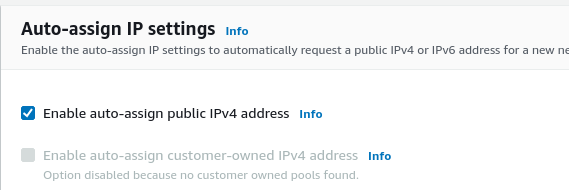 Auto-assign IP settings Info
Enable the auto-assign IP settings to automatically request a public IPv4 or IPv6 address for a new
Enable auto-assign public IPv4 address Info
Enable auto-assign customer-owned IPv4 address Info
Option disabled because no customer owned pools found.